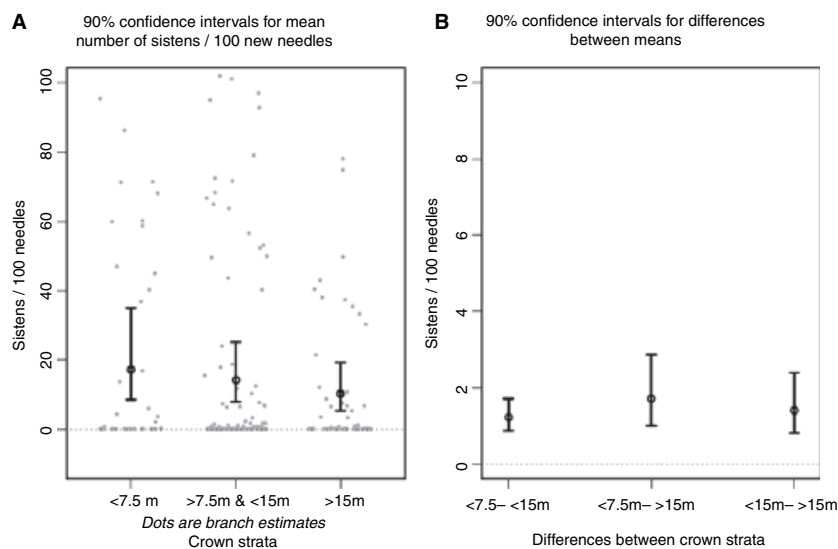 A
90% confidence intervals for mean
number of sistens / 100 new needles
Sistens / 100 needles
100
80
60
40
20
0
<7.5 m
>7.5m & <15m
>15m
Dots are branch estimates
Crown strata
B
90% confidence intervals for differences
between means
Sistens / 100 needles
10
8
6
4
2
0
<7.5– <15m
<7.5m– >15m
<15m– >15m
Differences between crown strata